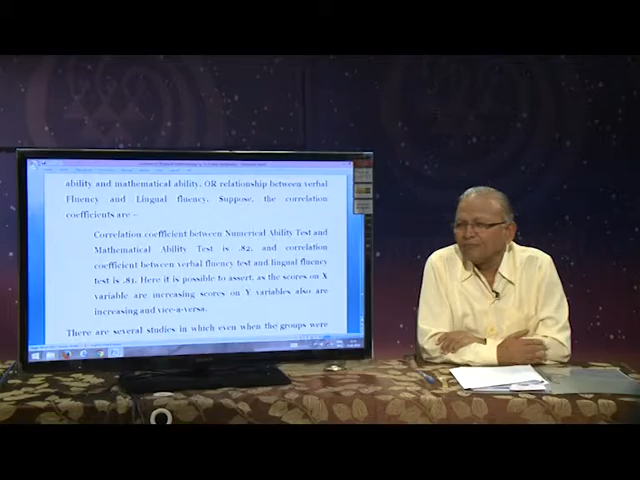 ability and mathematical ability. OR relationship between verbal
Fluency and Lingual fluency. Suppose, the correlation
coefficients are –
Correlation coefficient between Numerical Ability Test and
Mathematical Ability Test is .82. and correlation
coefficient between verbal fluency test and lingual fluency
test is .81. Here it is possible to assert, as the scores on X
variable are increasing scores on Y variables also are
increasing and vice-a-versa.
There are several studies in which even when the groups were